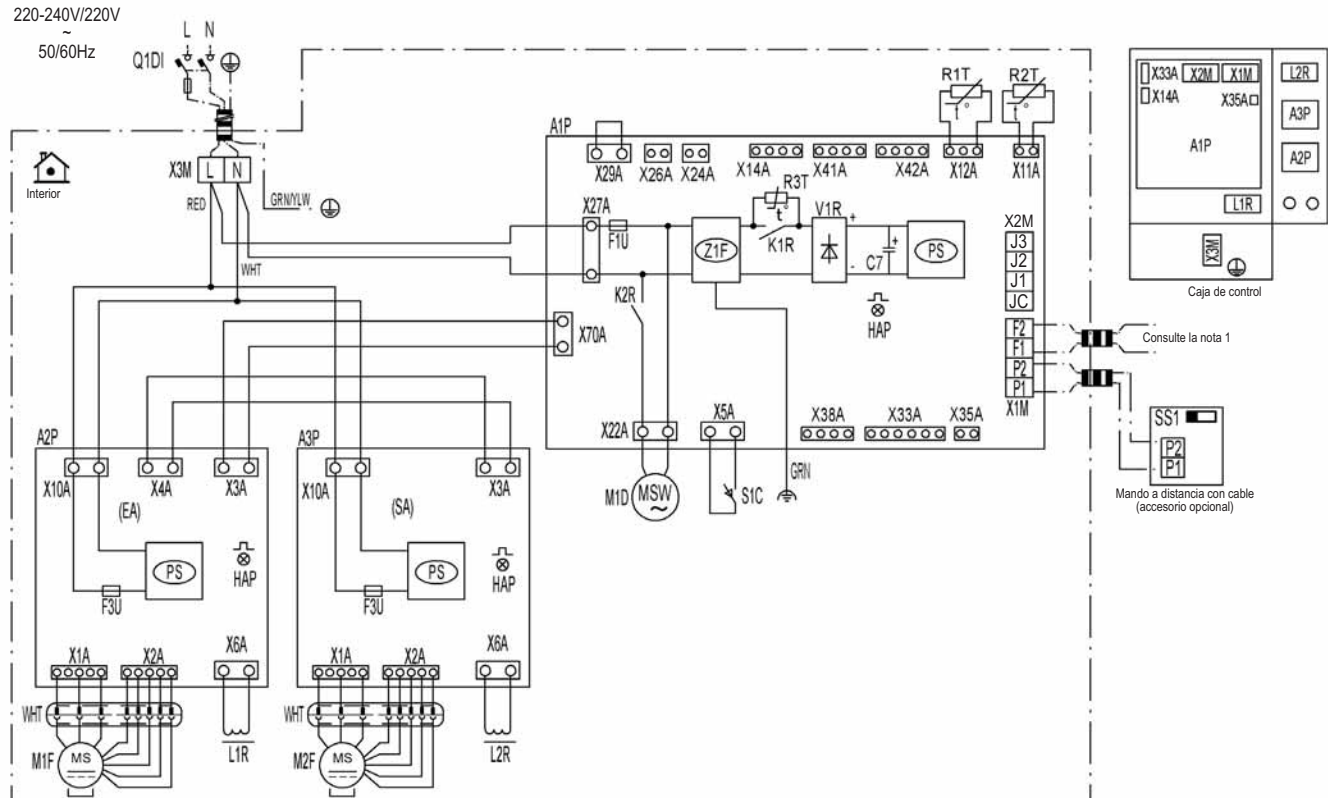 220-240V/220V
~
50/60Hz
L N
Q1DI
Interior
X3M L N
RED
GRN/YLW
WHT
A1P
X29A X26A X24A X14A X41A X42A X12A X11A
R1T
t°
R2T
t°
X27A
F1U
Z1F
R3T
t°
K1R
V1R
+
-
C7
+
PS
HAP
K2R
X70A
X22A
X5A
X38A X33A X35A
M1D
MSW
~
S1C
GRN
X2M
J3
J2
J1
JC
F2
F1
P2
P1
X1M
Consulte la nota 1
SS1
P2
P1
Mando a distancia con cable
(accesorio opcional)
X33A X2M X1M
X14A X35A
A1P
L2R
A3P
A2P
L1R
X3M
Caja de control
A2P
X10A X4A X3A
(EA)
PS
F3U
HAP
X1A X2A X6A
WHT
M1F
MS
L1R
A3P
X10A X3A
(SA)
PS
F3U
HAP
X1A X2A X6A
WHT
M2F
MS
L2R